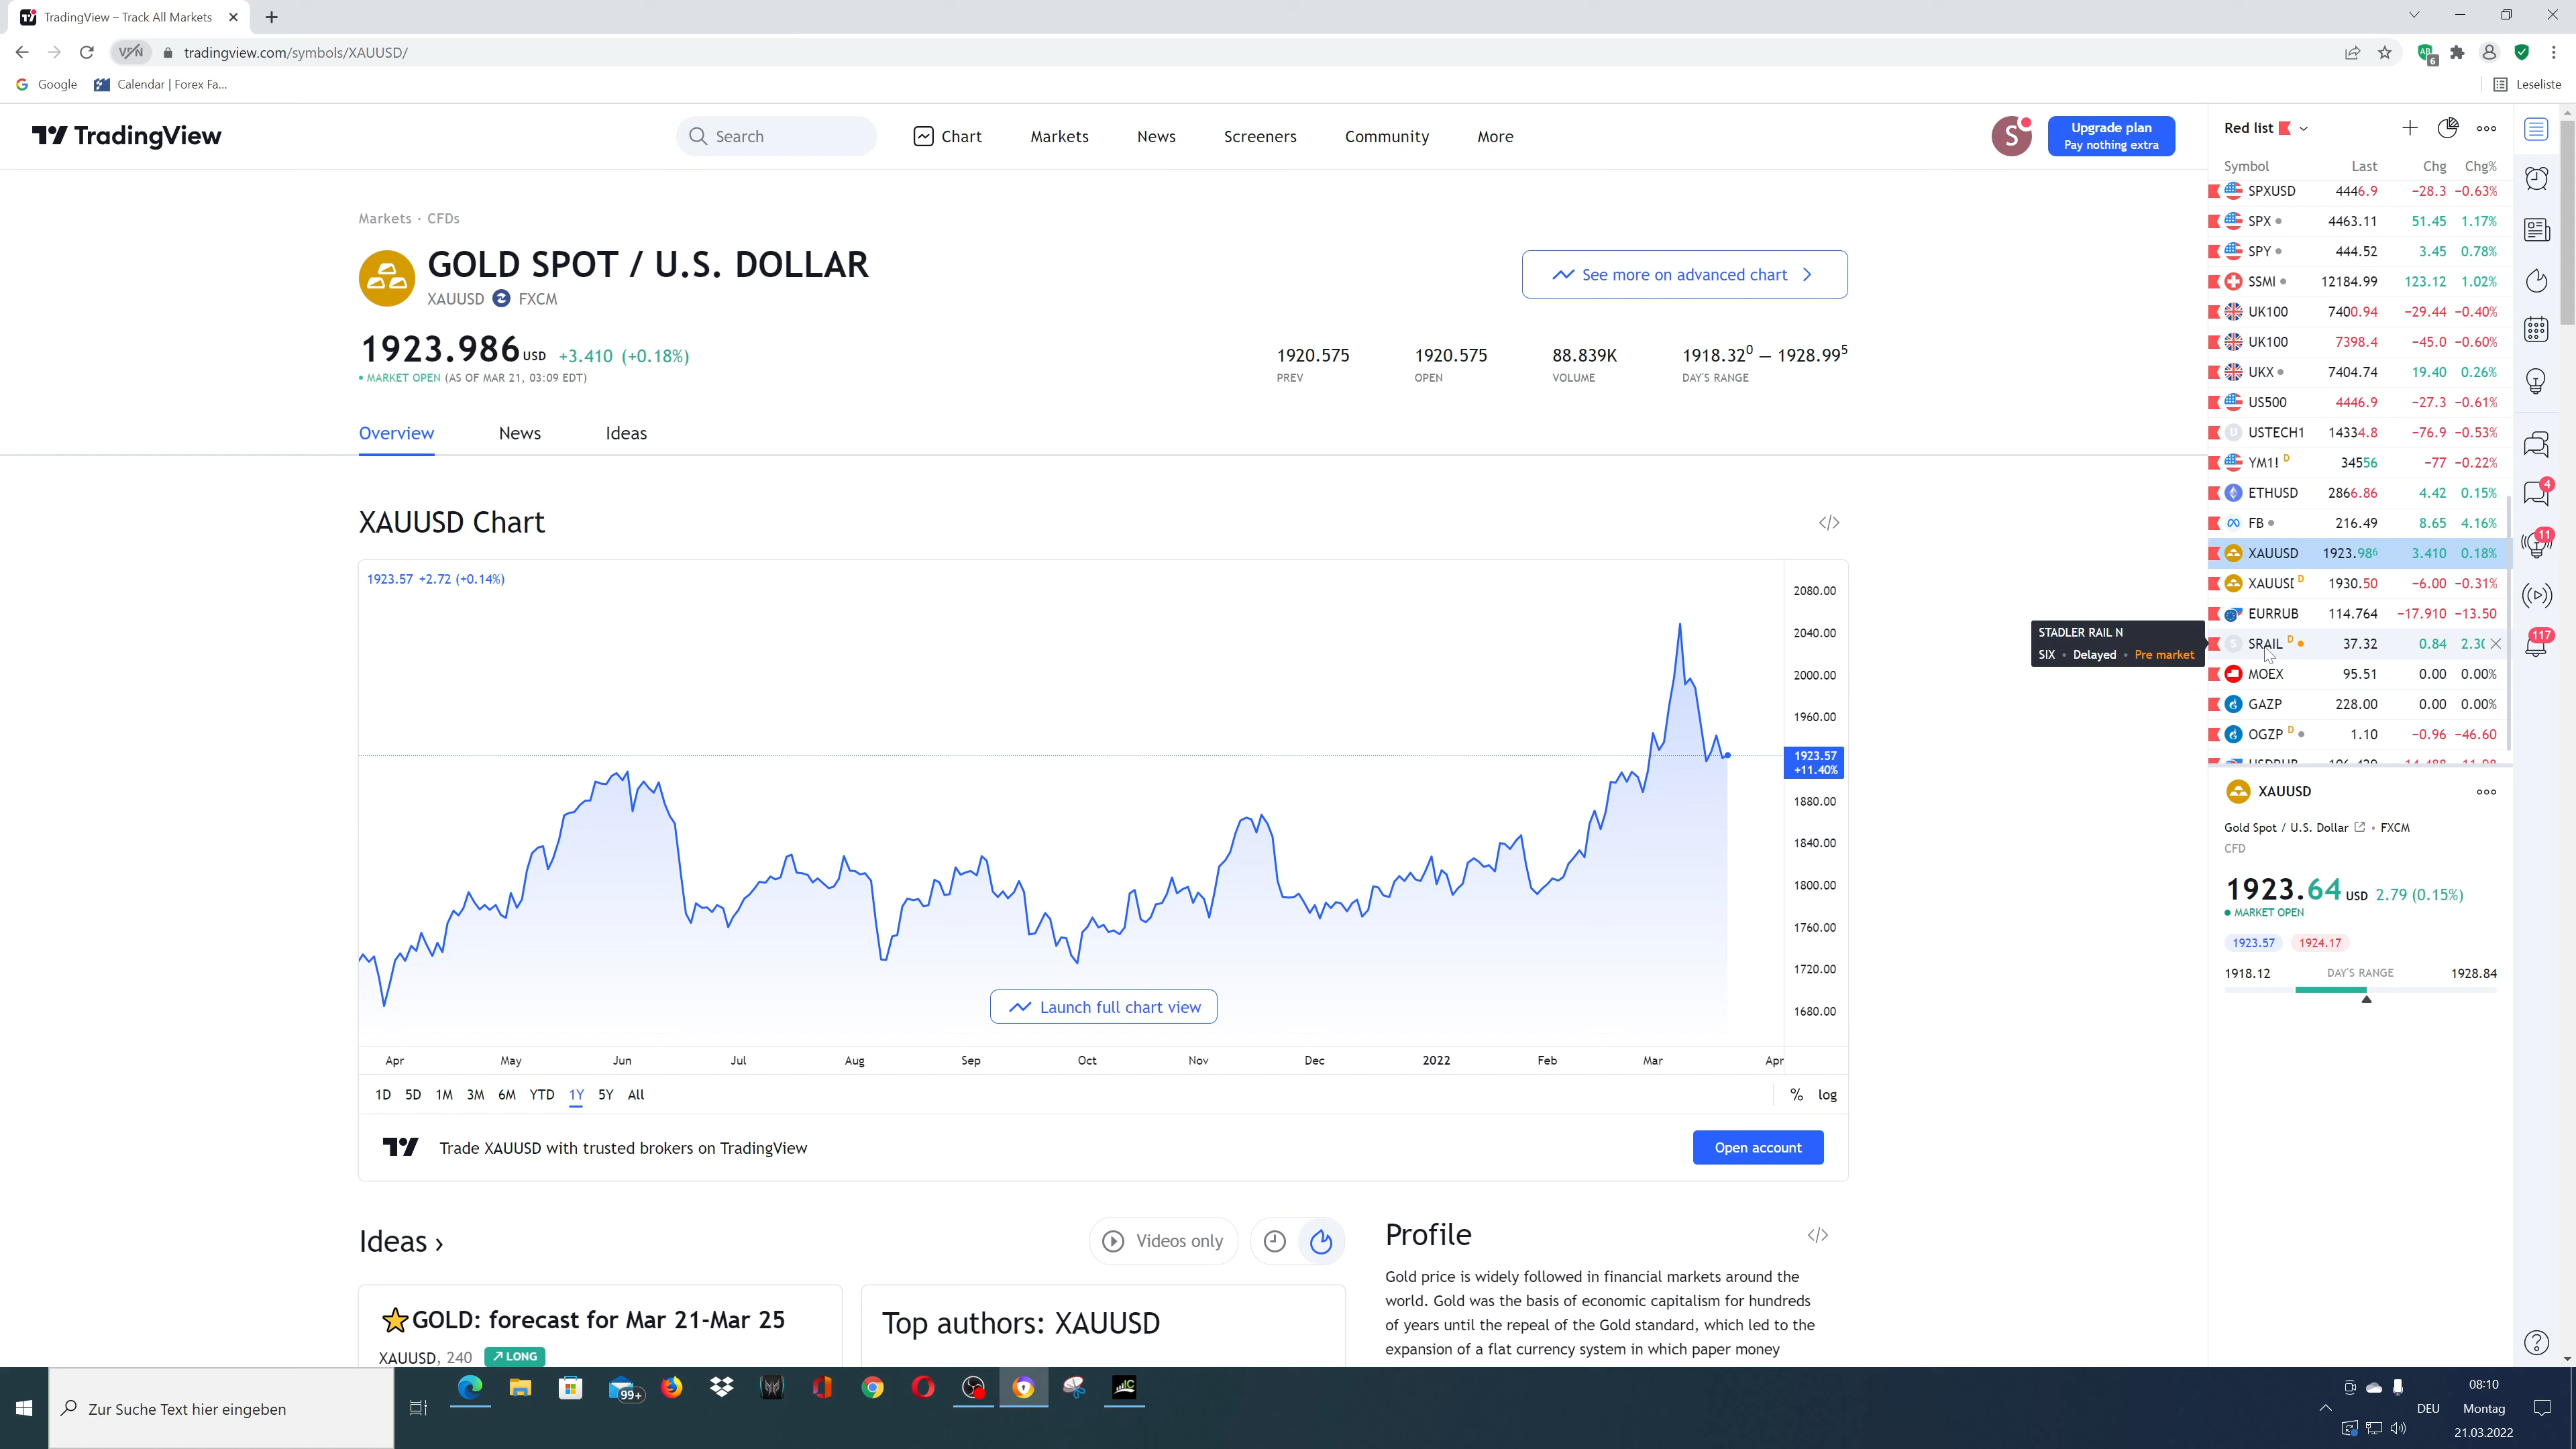 TradingView – Track All Markets
tradingview.com/symbols/XAUUSD/
VPN
6
Google
Calendar | Forex Fa...
Leseliste
TradingView
Search
Chart
Markets
News
Screeners
Community
More
S
Upgrade plan
Pay nothing extra
Markets · CFDs
GOLD SPOT / U.S. DOLLAR
XAUUSD FXCM
See more on advanced chart
1923.986 USD +3.410 (+0.18%)
MARKET OPEN (AS OF MAR 21, 03:09 EDT)
1920.575
PREV
1920.575
OPEN
88.839K
VOLUME
1918.32⁰ — 1928.99⁵
DAY'S RANGE
Overview
News
Ideas
XAUUSD Chart
1923.57 +2.72 (+0.14%)
2080.00
2040.00
2000.00
1960.00
1923.57
+11.40%
1880.00
1840.00
1800.00
1760.00
1720.00
1680.00
Launch full chart view
Apr May Jun Jul Aug Sep Oct Nov Dec 2022 Feb Mar Apr
1D 5D 1M 3M 6M YTD 1Y 5Y All
% log
Trade XAUUSD with trusted brokers on TradingView
Open account
Ideas ›
Videos only
GOLD: forecast for Mar 21-Mar 25
XAUUSD, 240 LONG
Top authors: XAUUSD
Profile
Gold price is widely followed in financial markets around the
world. Gold was the basis of economic capitalism for hundreds
of years until the repeal of the Gold standard, which led to the
expansion of a flat currency system in which paper money
Red list
Symbol Last Chg Chg%
SPXUSD 4446.9 −28.3 −0.63%
SPX 4463.11 51.45 1.17%
SPY 444.52 3.45 0.78%
SSMI 12184.99 123.12 1.02%
UK100 7400.94 −29.44 −0.40%
UK100 7398.4 −45.0 −0.60%
UKX 7404.74 19.40 0.26%
US500 4446.9 −27.3 −0.61%
USTECH1 14334.8 −76.9 −0.53%
YM1! D 34556 −77 −0.22%
ETHUSD 2866.86 4.42 0.15%
FB 216.49 8.65 4.16%
XAUUSD 1923.98⁶ 3.410 0.18%
XAUUSD D 1930.50 −6.00 −0.31%
EURRUB 114.764 −17.910 −13.50
SRAIL D 37.32 0.84 2.30
MOEX 95.51 0.00 0.00%
GAZP 228.00 0.00 0.00%
OGZP D 1.10 −0.96 −46.60
STADLER RAIL N
SIX • Delayed • Pre market
XAUUSD
Gold Spot / U.S. Dollar • FXCM
CFD
1923.64 USD 2.79 (0.15%)
MARKET OPEN
1923.57 1924.17
1918.12 DAY'S RANGE 1928.84
4
11
117
Zur Suche Text hier eingeben
99+
DEU
08:10
Montag
21.03.2022